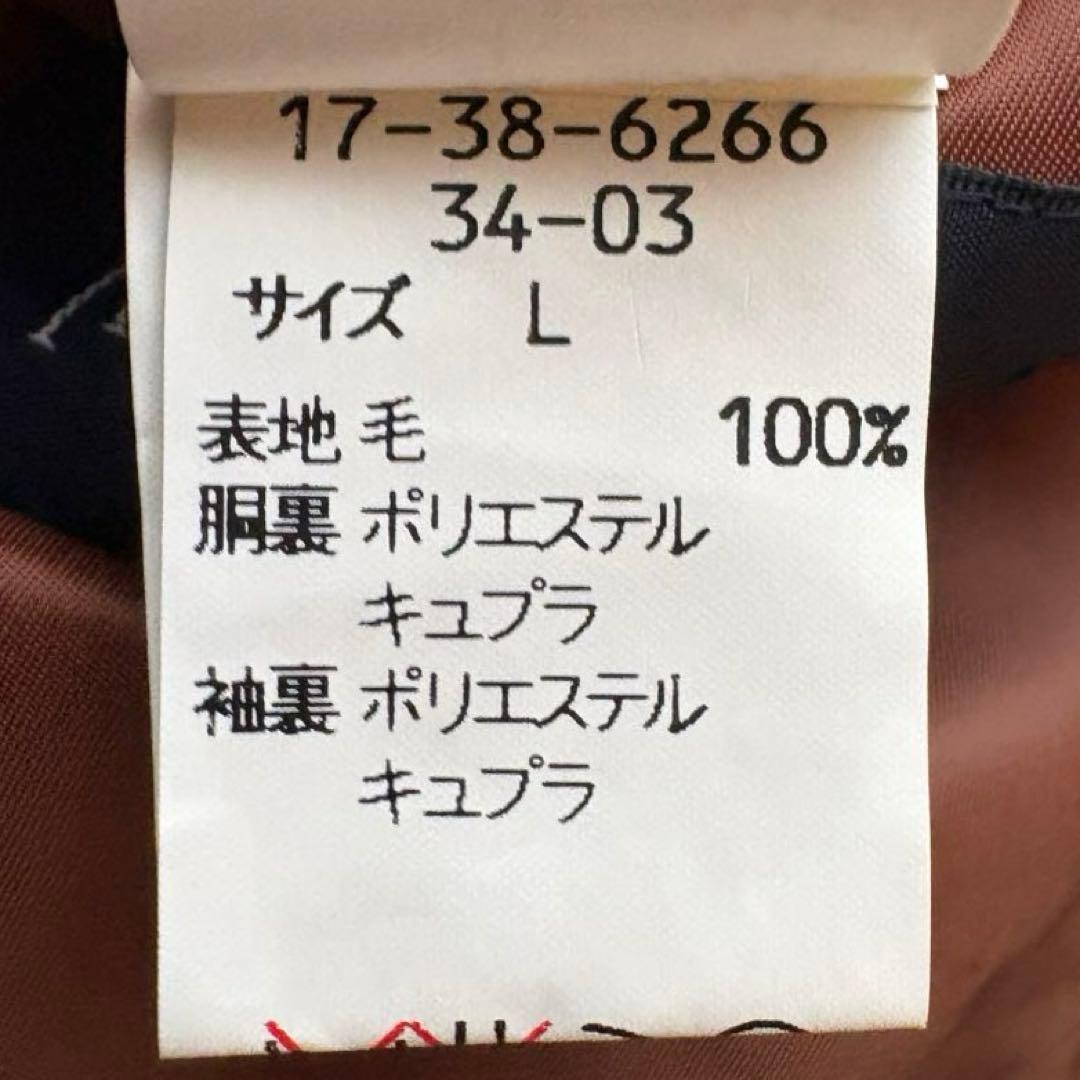 17-38-6266
34-03
サイズ L
表地 毛 100%
胴裏 ポリエステル
キュプラ
袖裏 ポリエステル
キュプラ